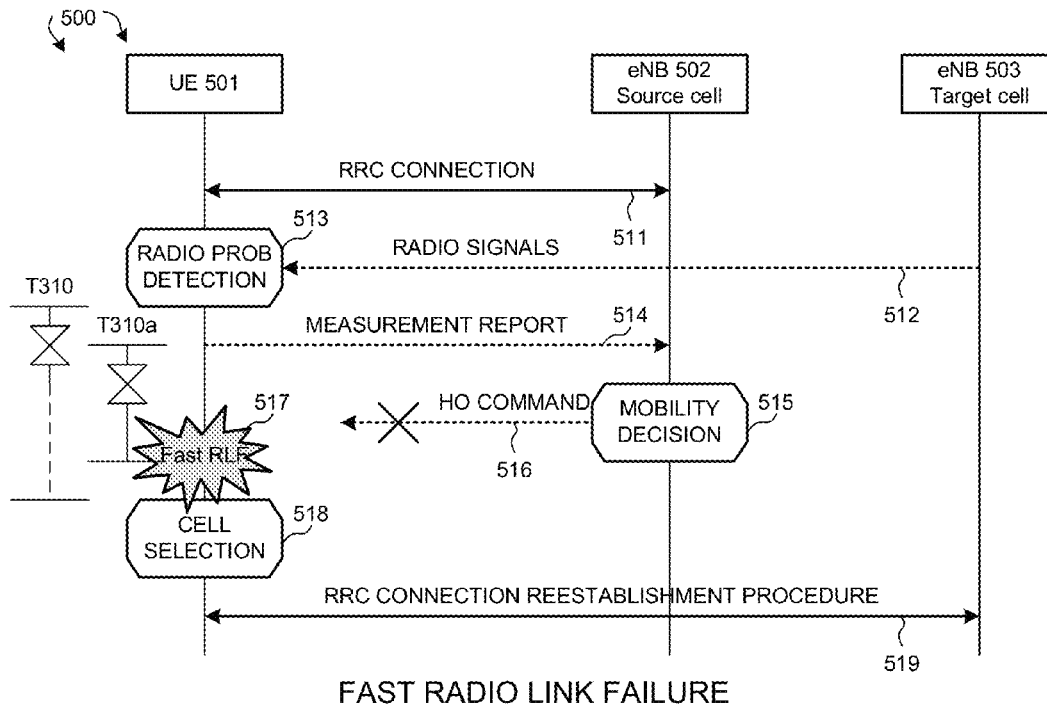 500
UE 501
eNB 502
Source cell
eNB 503
Target cell
RRC CONNECTION
511
513
RADIO PROB
DETECTION
RADIO SIGNALS
512
T310
T310a
MEASUREMENT REPORT
514
HO COMMAND
516
MOBILITY
DECISION
515
517
Fast RLF
CELL
SELECTION
518
RRC CONNECTION REESTABLISHMENT PROCEDURE
519
FAST RADIO LINK FAILURE